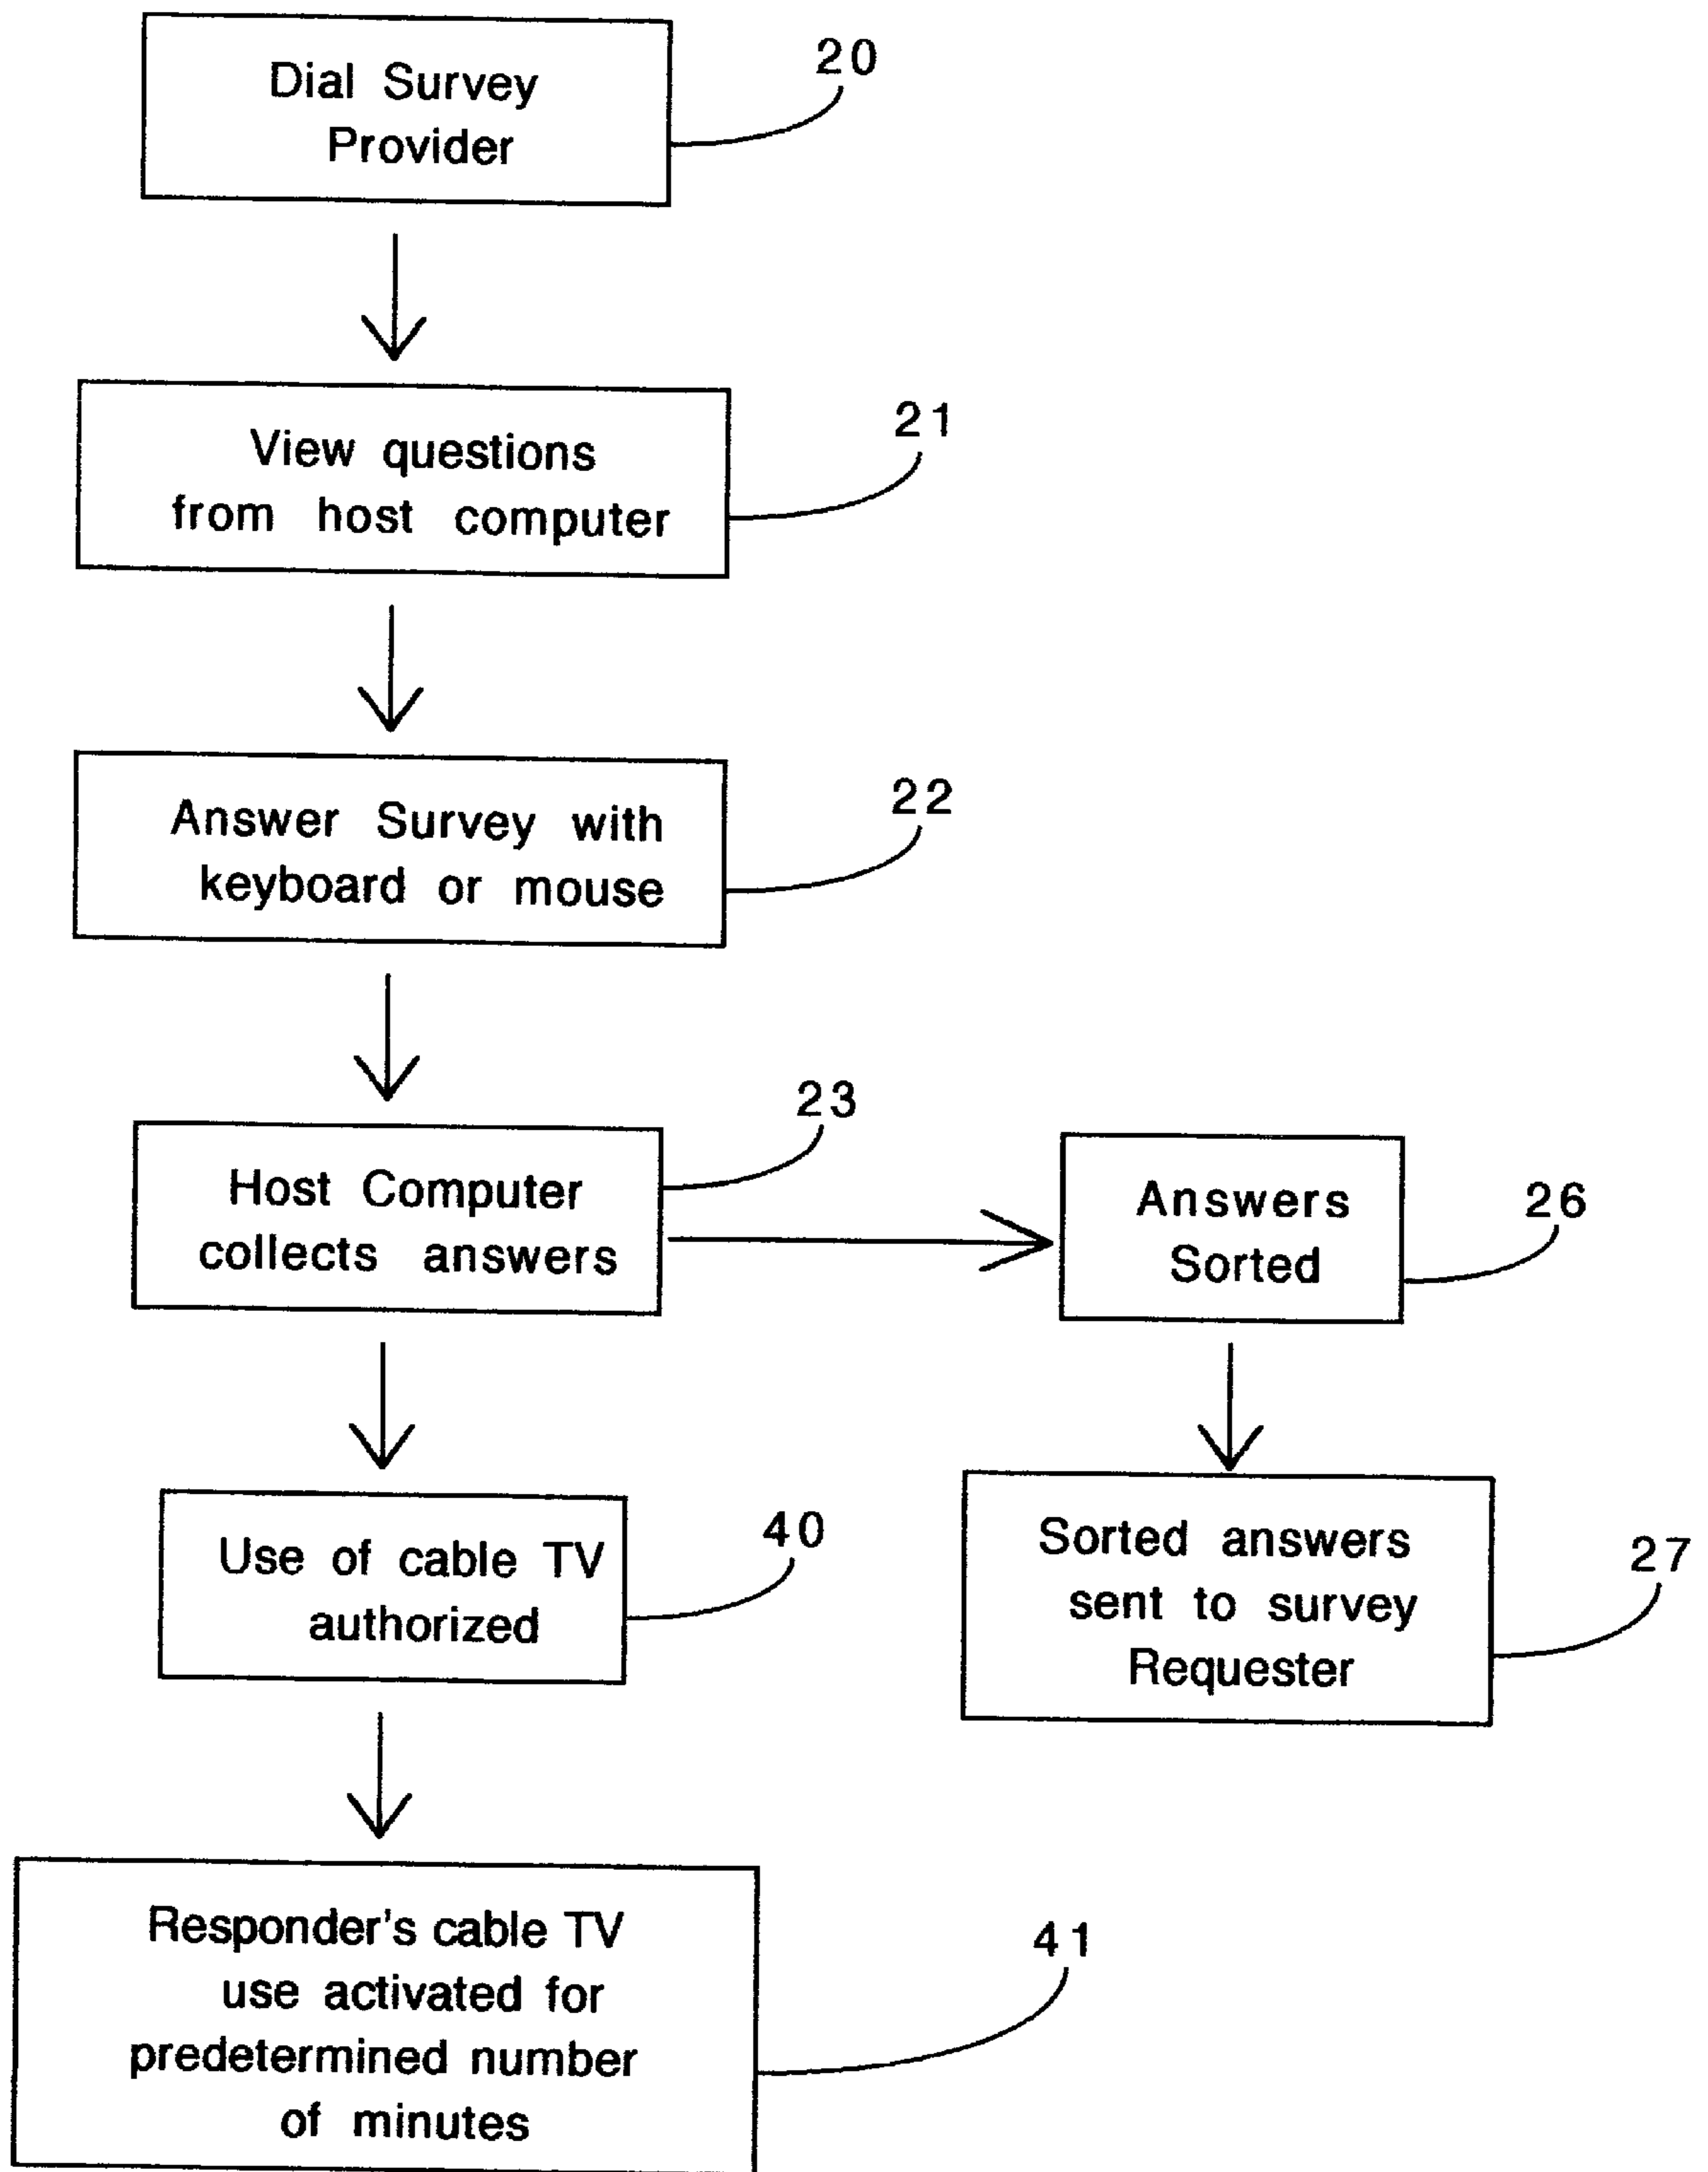 Dial Survey
Provider
20
View questions
from host computer
21
Answer Survey with
keyboard or mouse
22
Host Computer
collects answers
23
Answers
Sorted
26
Use of cable TV
authorized
40
Sorted answers
sent to survey
Requester
27
Responder's cable TV
use activated for
predetermined number
of minutes
41